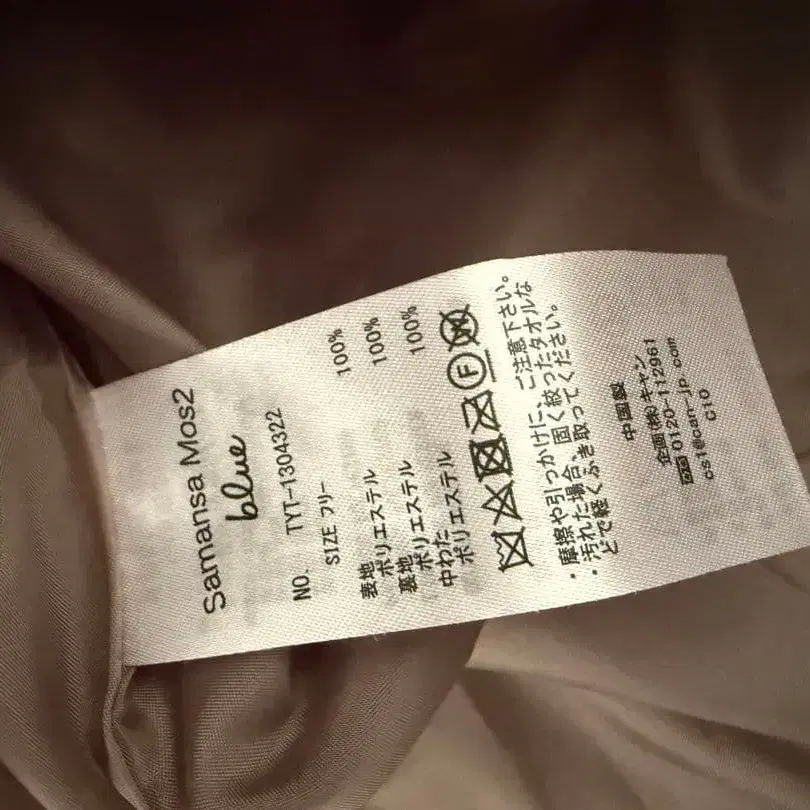 Samansa Mos2
blue
NO. TYT-1304322
SIZE フリー
表地
ポリエステル 100%
裏地
ポリエステル 100%
中わた
ポリエステル 100%
F W
・摩擦や引っかけに、ご注意下さい。
・汚れた場合、固く絞ったタオルな
どで軽くふき取ってください。
中国製
企画(株)キャン
0120-112961
cs1@can-jp.com
C10